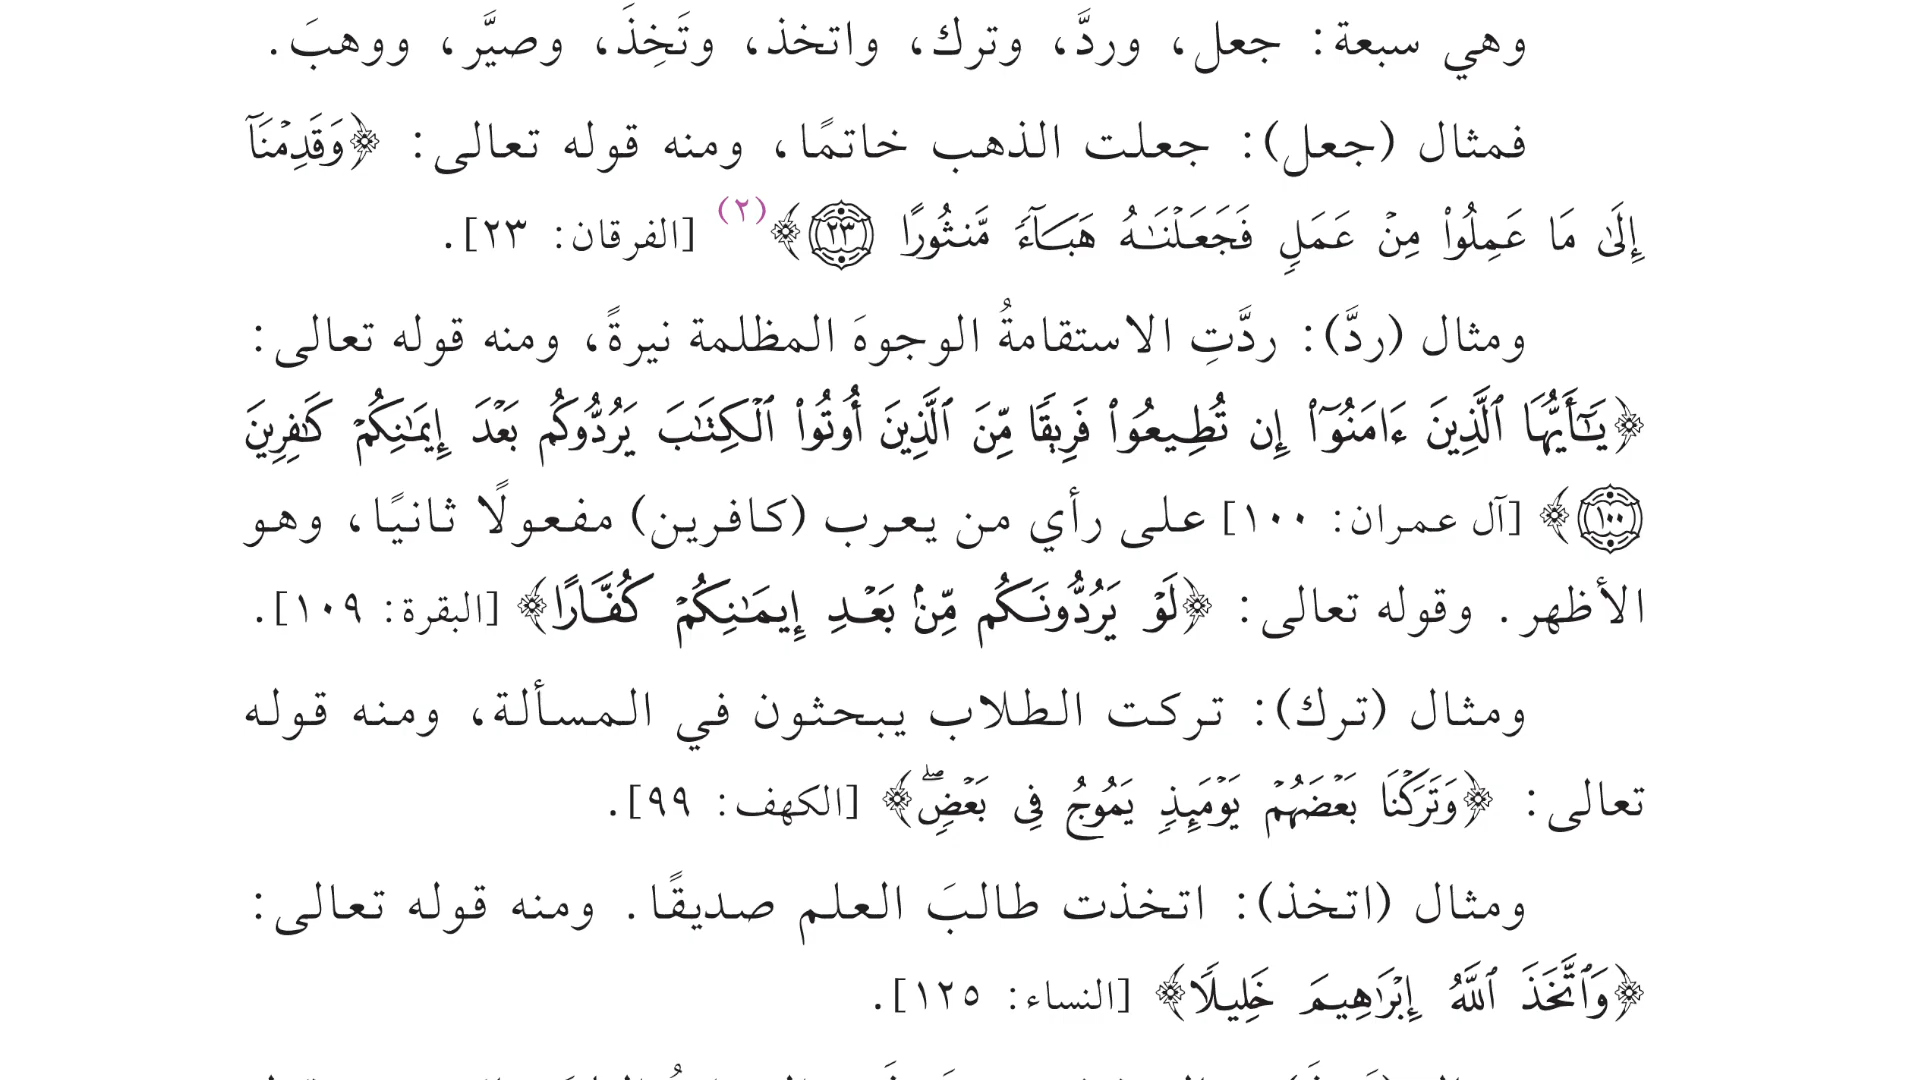 وهي سبعة: جعل، وردَّ، وترك، واتخذ، وتَخِذَ، وصيَّر، ووهبَ.
فمثال (جعل): جعلت الذهب خاتمًا، ومنه قوله تعالى: ﴿وَقَدِمْنَآ
إِلَىٰ مَا عَمِلُوا۟ مِنْ عَمَلٍ فَجَعَلْنَـٰهُ هَبَآءً مَّنثُورًا ٢٣﴾(٢) [الفرقان: ٢٣].
ومثال (ردَّ): ردَّتِ الاستقامةُ الوجوهَ المظلمة نيرةً، ومنه قوله تعالى:
﴿يَـٰٓأَيُّهَا ٱلَّذِينَ ءَامَنُوٓا۟ إِن تُطِيعُوا۟ فَرِيقًا مِّنَ ٱلَّذِينَ أُوتُوا۟ ٱلْكِتَـٰبَ يَرُدُّوكُم بَعْدَ إِيمَـٰنِكُمْ كَـٰفِرِينَ
١٠٠﴾ [آل عمران: ١٠٠] على رأي من يعرب (كافرين) مفعولًا ثانيًا، وهو
الأظهر. وقوله تعالى: ﴿لَوْ يَرُدُّونَكُم مِّنۢ بَعْدِ إِيمَـٰنِكُمْ كُفَّارًا﴾ [البقرة: ١٠٩].
ومثال (ترك): تركت الطلاب يبحثون في المسألة، ومنه قوله
تعالى: ﴿وَتَرَكْنَا بَعْضَهُمْ يَوْمَئِذٍ يَمُوجُ فِى بَعْضٍۖ﴾ [الكهف: ٩٩].
ومثال (اتخذ): اتخذت طالبَ العلم صديقًا. ومنه قوله تعالى:
﴿وَٱتَّخَذَ ٱللَّهُ إِبْرَٰهِيمَ خَلِيلًا﴾ [النساء: ١٢٥].